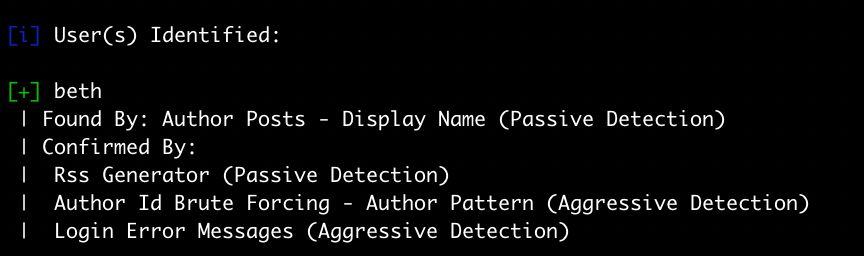 [i] User(s) Identified:
[+] beth
| Found By: Author Posts - Display Name (Passive Detection)
| Confirmed By:
|  Rss Generator (Passive Detection)
|  Author Id Brute Forcing - Author Pattern (Aggressive Detection)
|  Login Error Messages (Aggressive Detection)